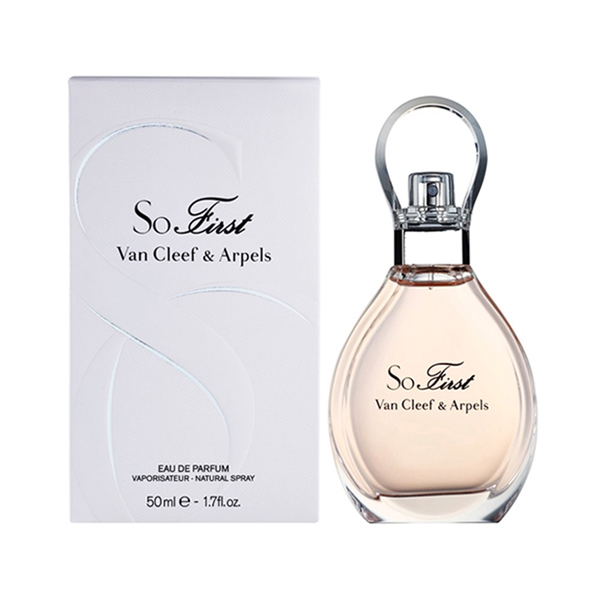 So First
Van Cleef & Arpels
EAU DE PARFUM
VAPORISATEUR - NATURAL SPRAY
50ml e - 1.7fl.oz.
So First
Van Cleef & Arpels